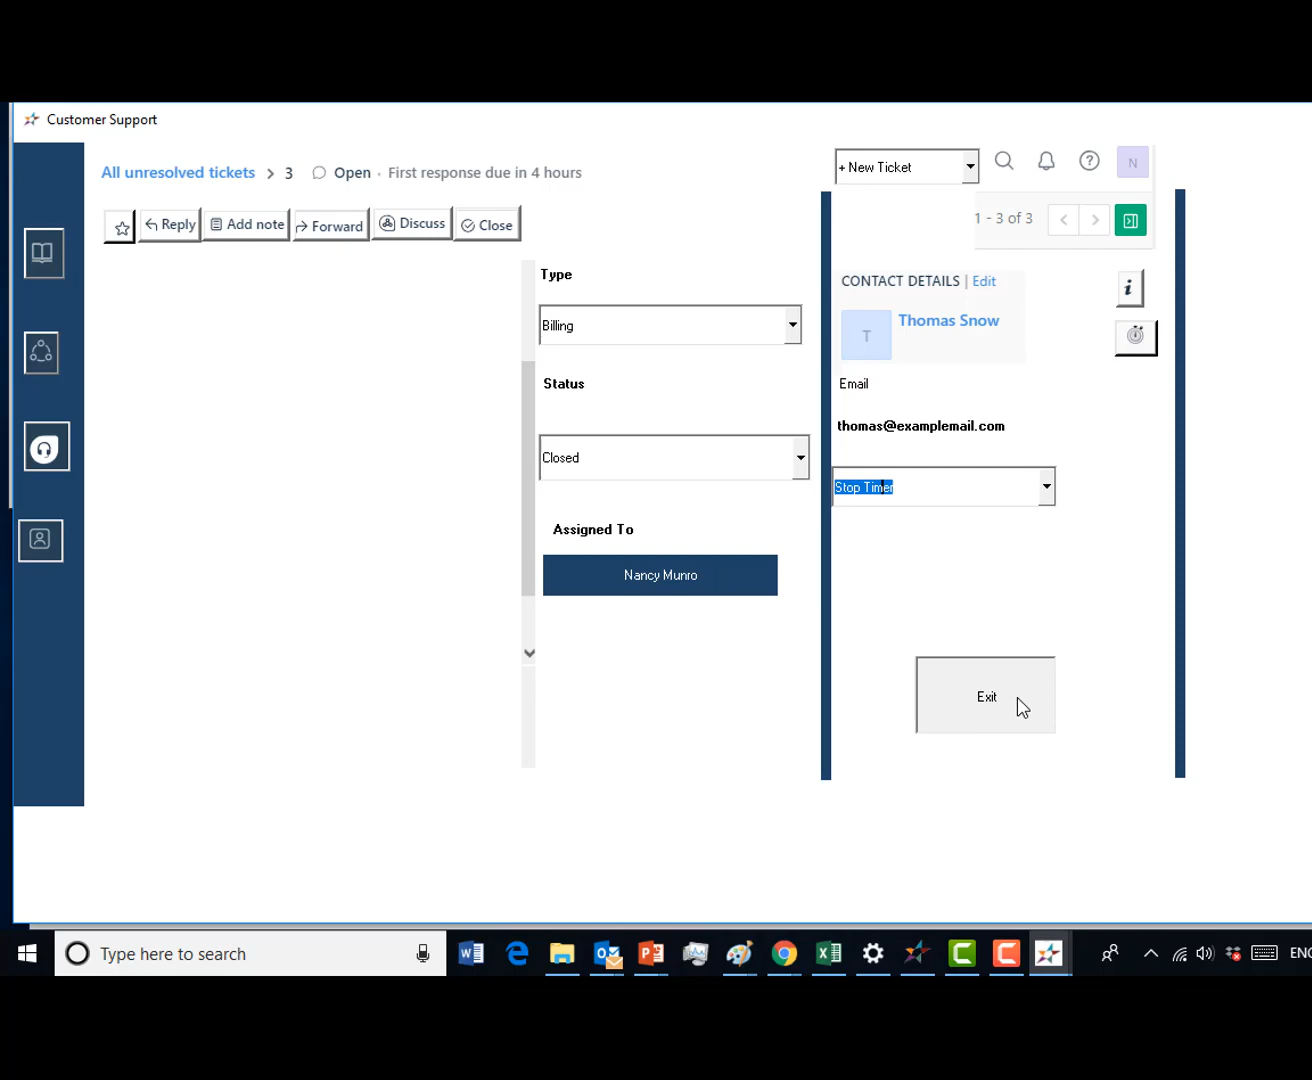 Customer Support
All unresolved tickets > 3 Open · First response due in 4 hours
+ New Ticket
N
Reply
Add note
Forward
Discuss
Close
1 - 3 of 3
Type
Billing
Status
Closed
Assigned To
Nancy Munro
CONTACT DETAILS | Edit
T
Thomas Snow
Email
thomas@examplemail.com
Stop Timer
Exit
Type here to search
ENG